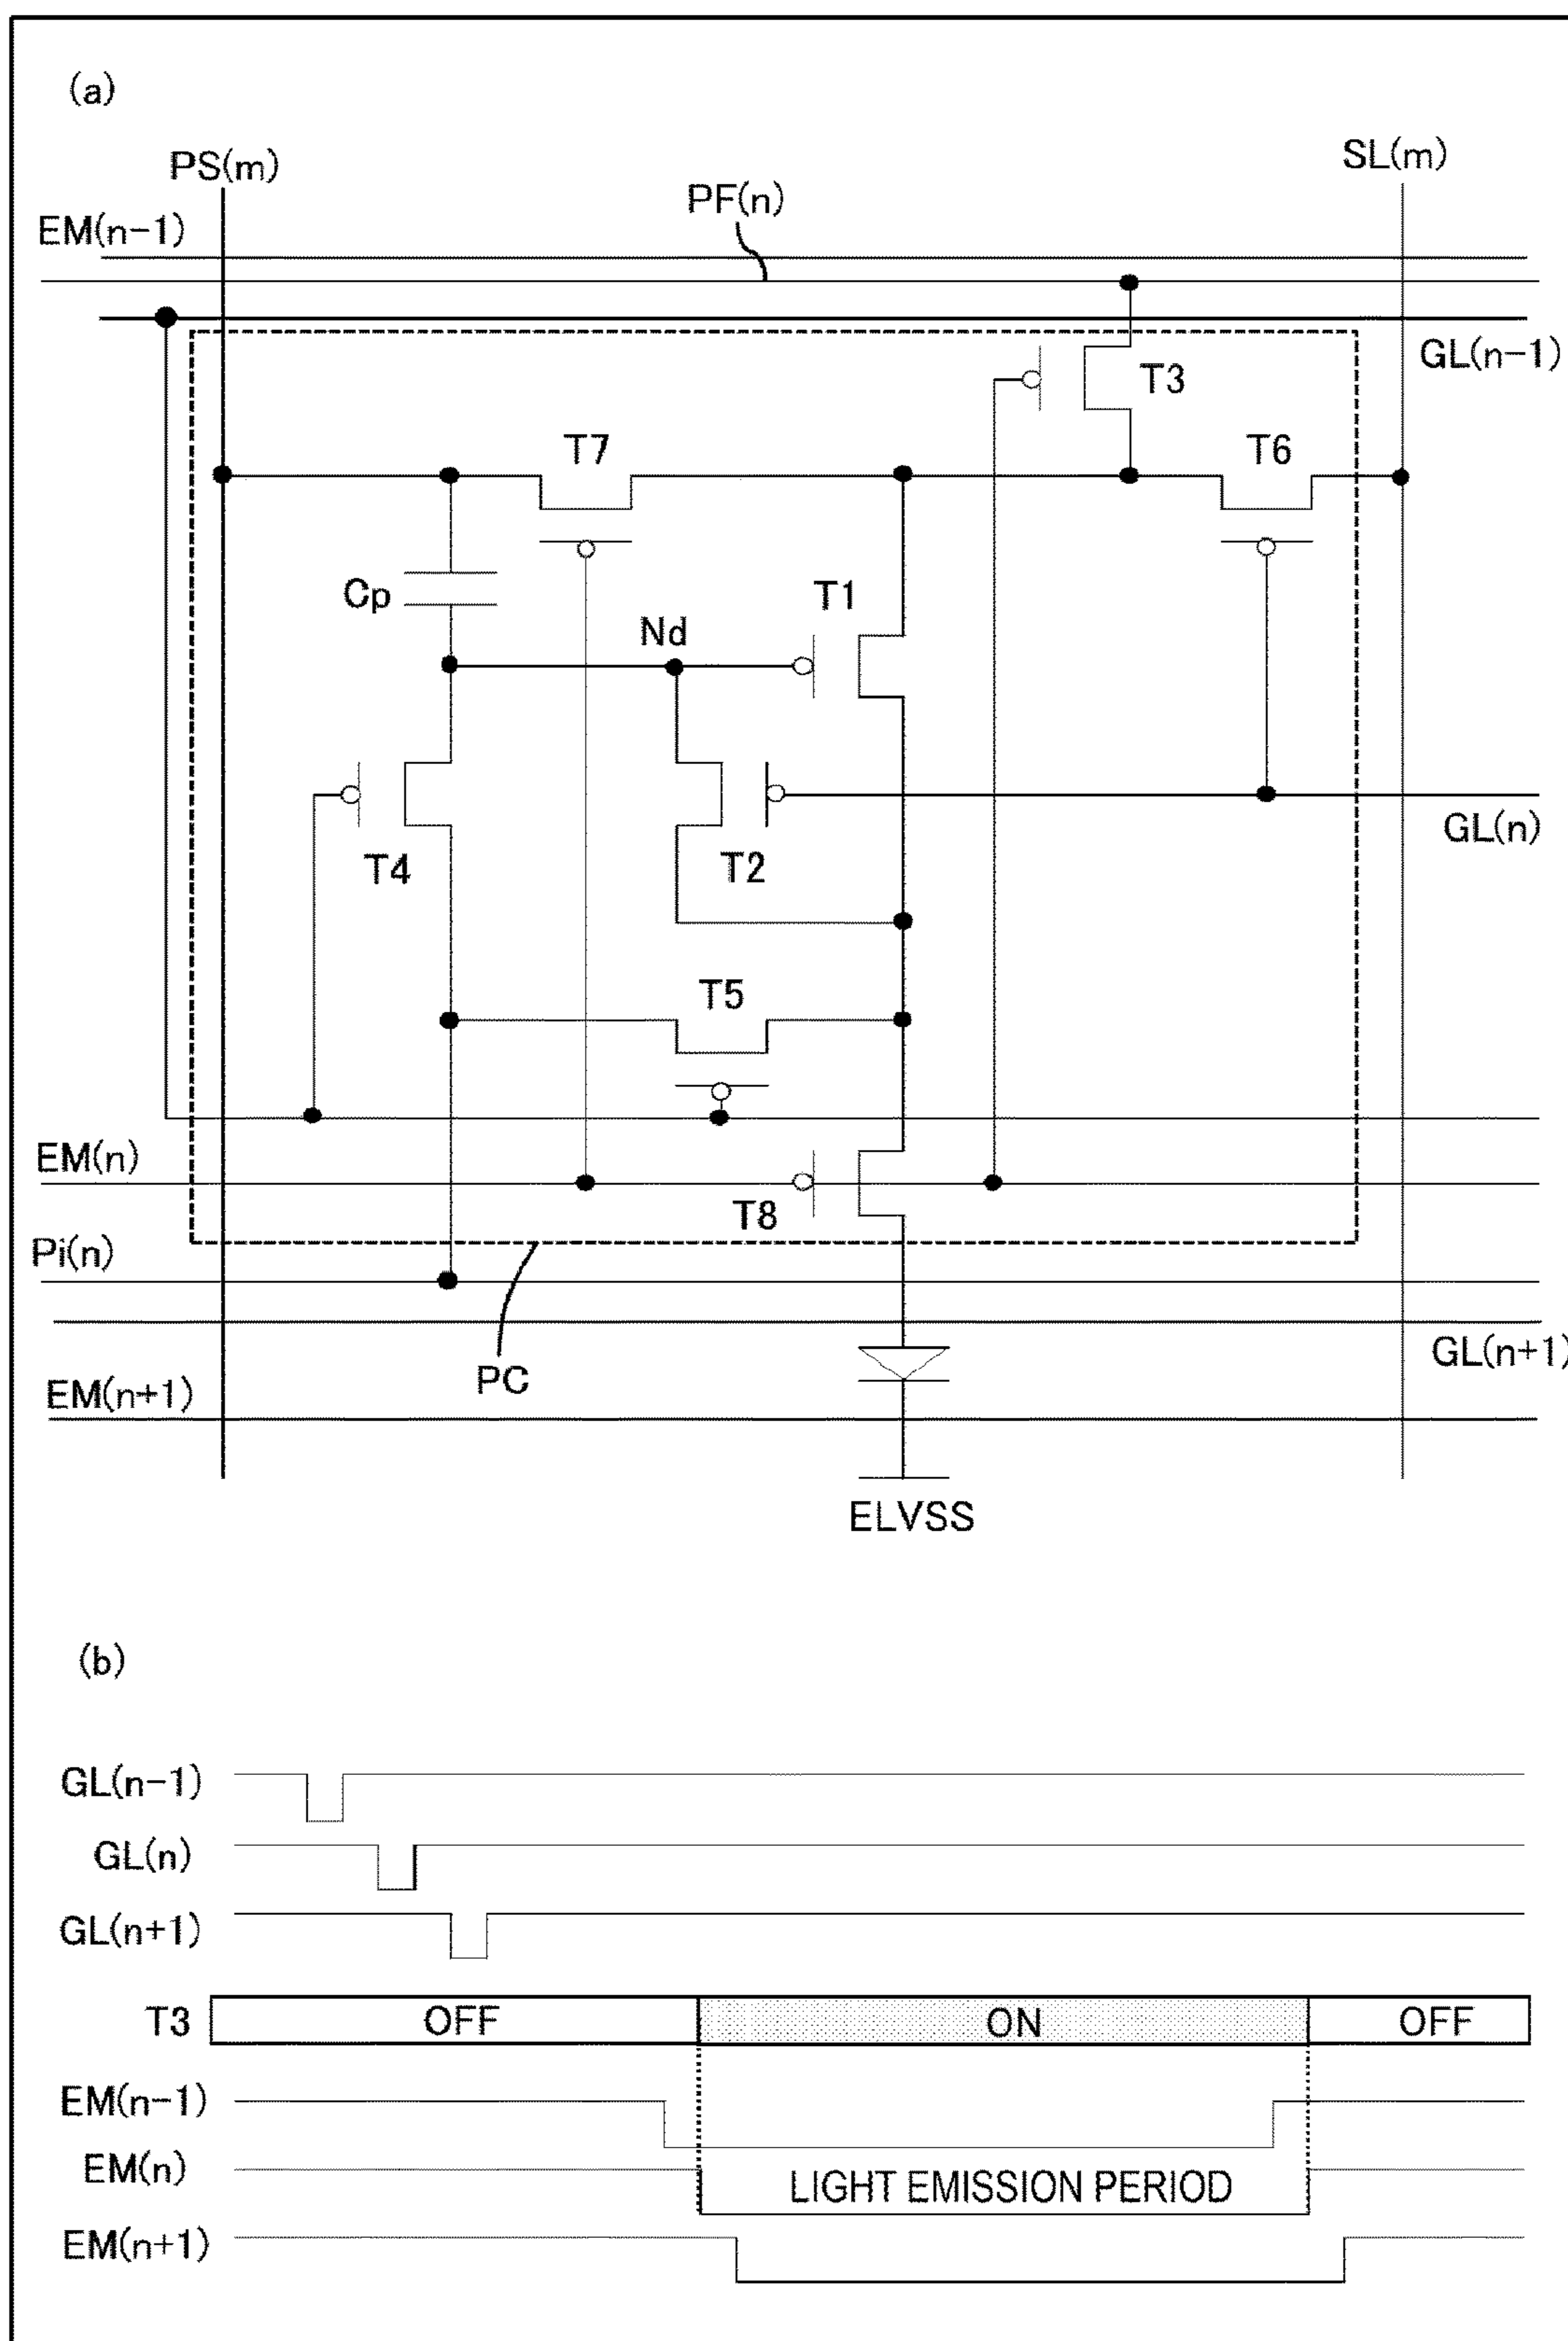 (a)
PS(m)
SL(m)
PF(n)
EM(n-1)
GL(n-1)
T3
T7
T6
Cp
T1
Nd
T4
T2
GL(n)
T5
EM(n)
T8
Pi(n)
PC
GL(n+1)
EM(n+1)
ELVSS
(b)
GL(n-1)
GL(n)
GL(n+1)
T3 OFF ON OFF
EM(n-1)
EM(n) LIGHT EMISSION PERIOD
EM(n+1)